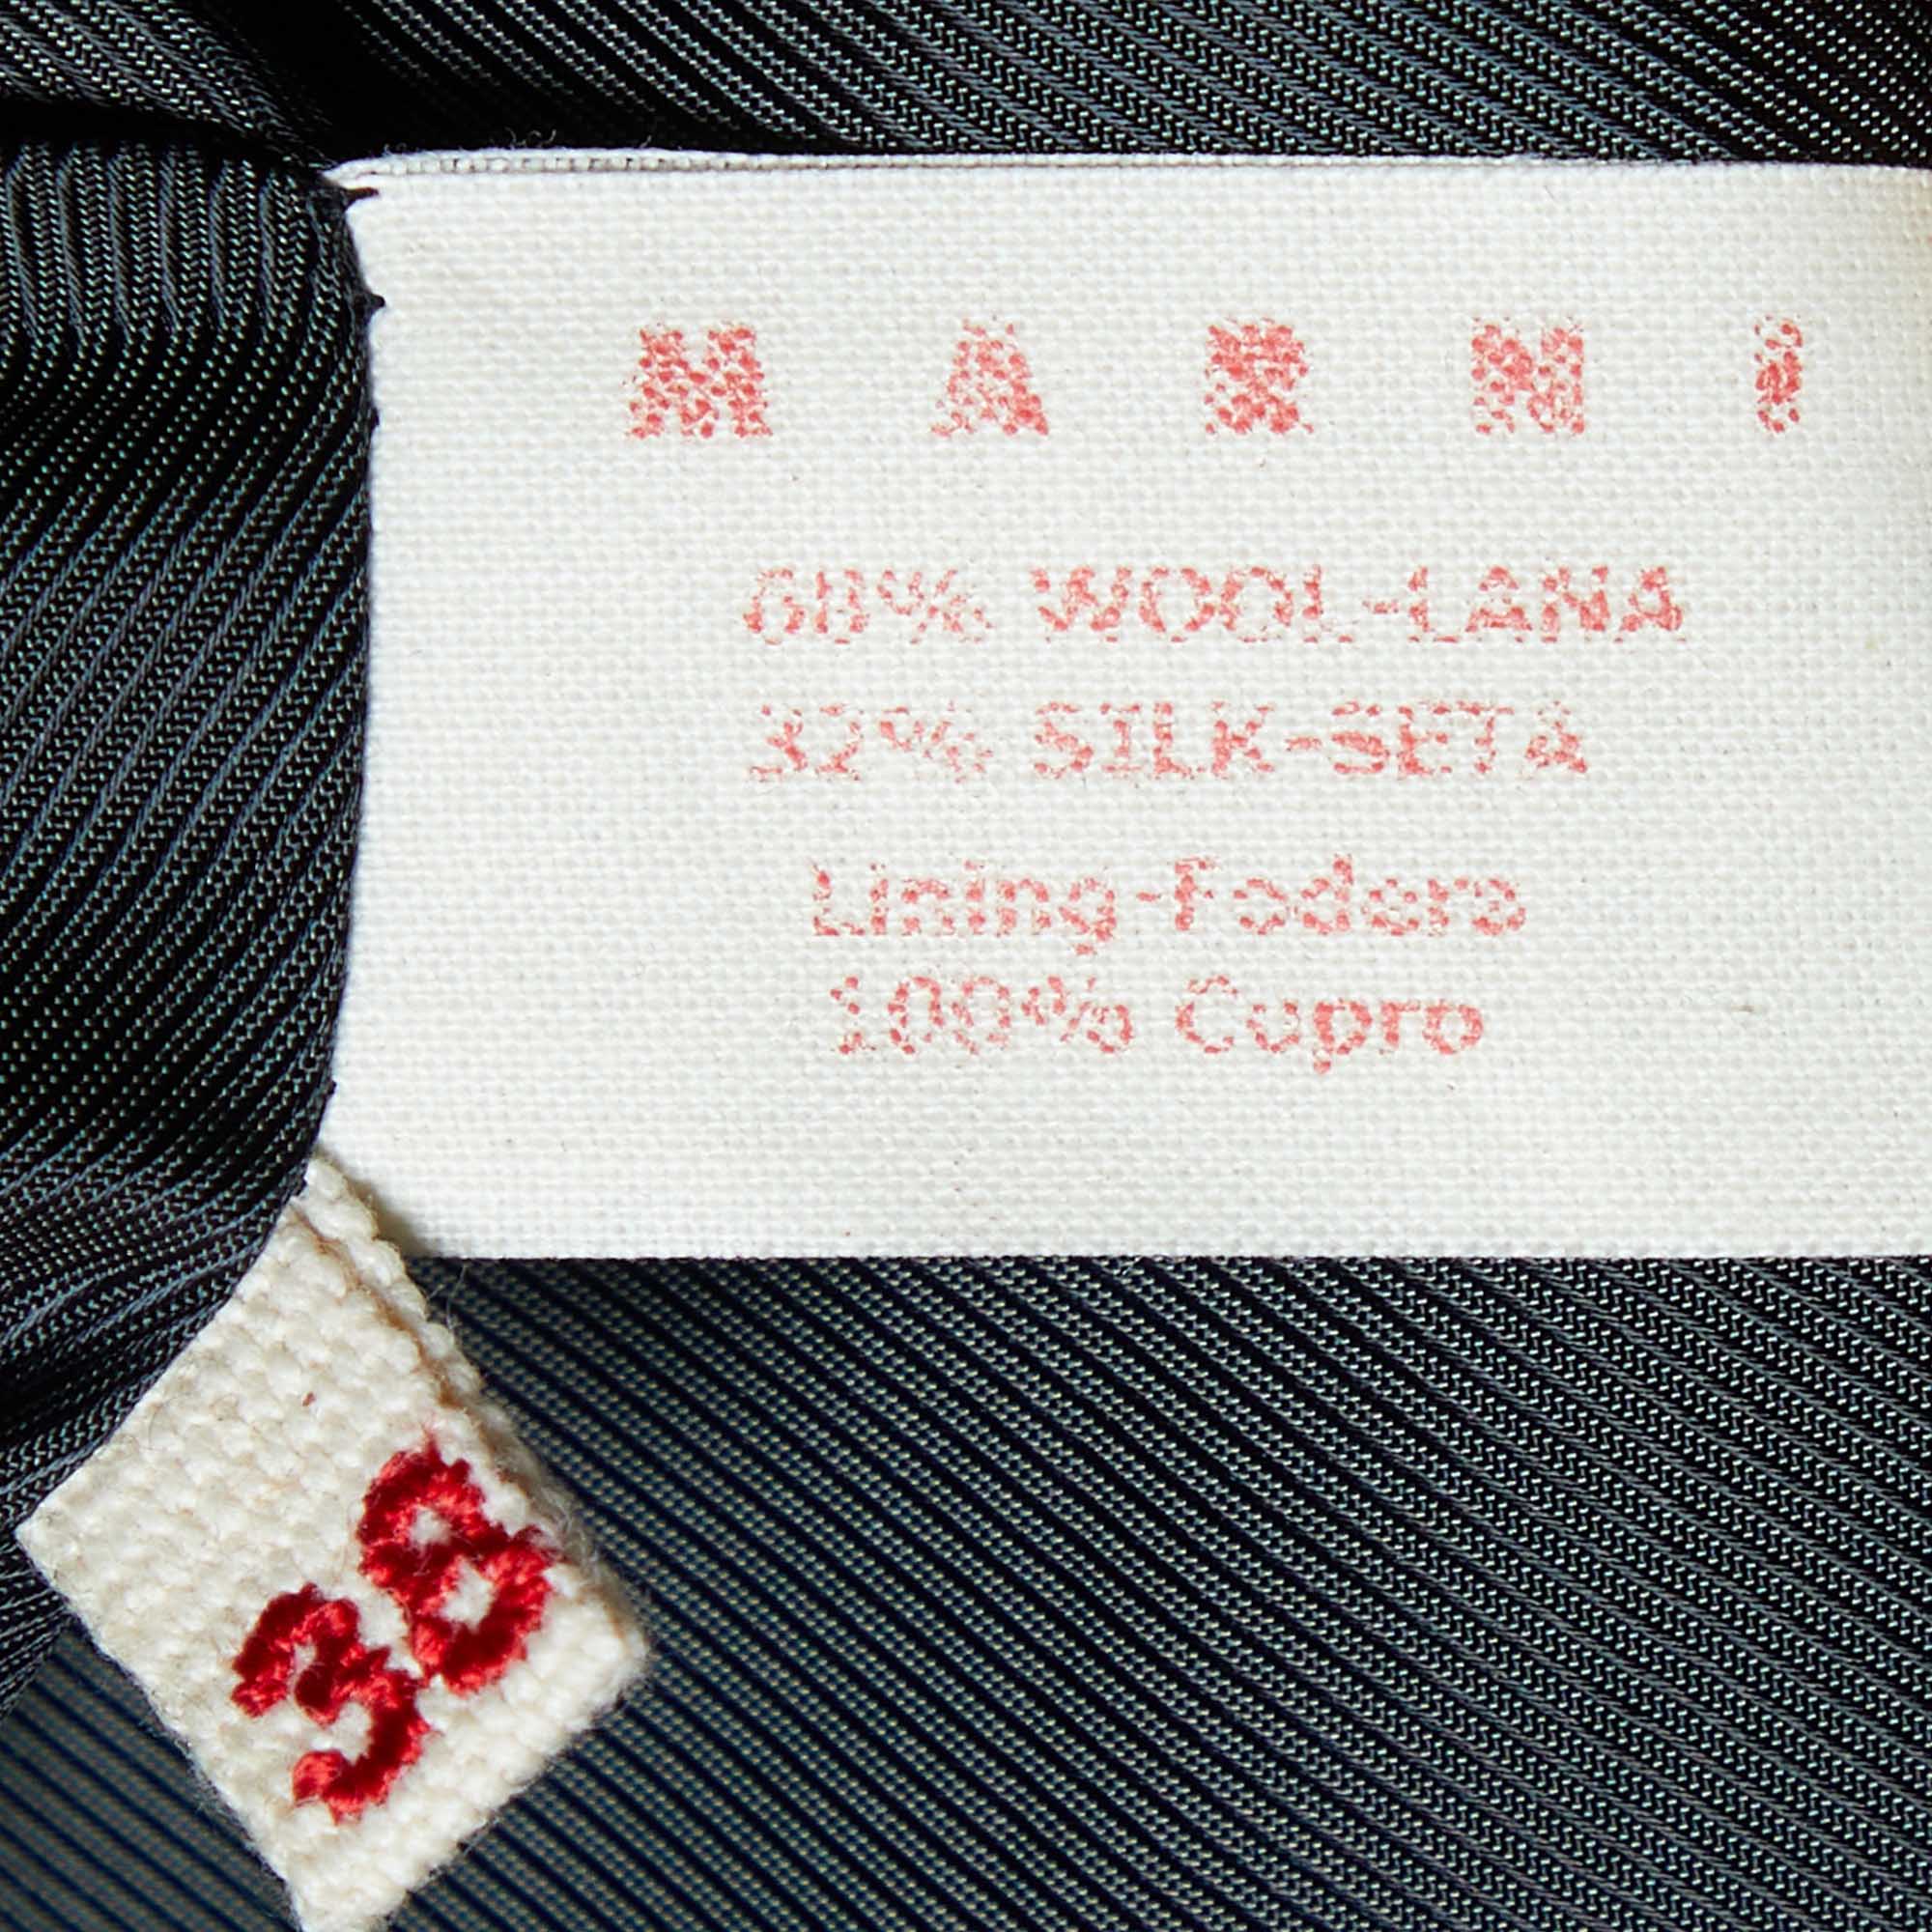 MARNI
68% WOOL-LANA
32% SILK-SETA
Lining-Fodera
100% Cupro
38